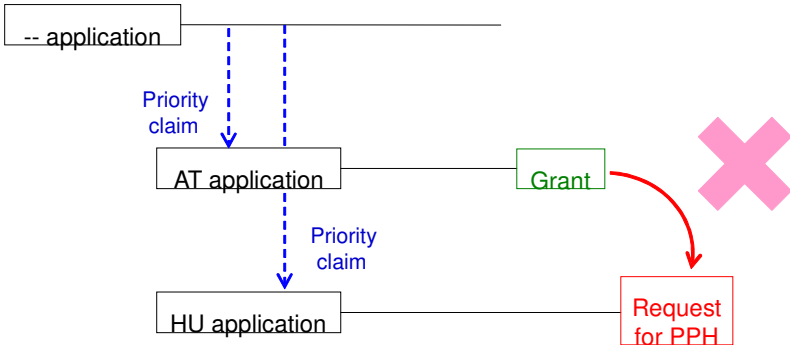 -- application
Priority
claim
AT application
Grant
Priority
claim
HU application
Request
for PPH